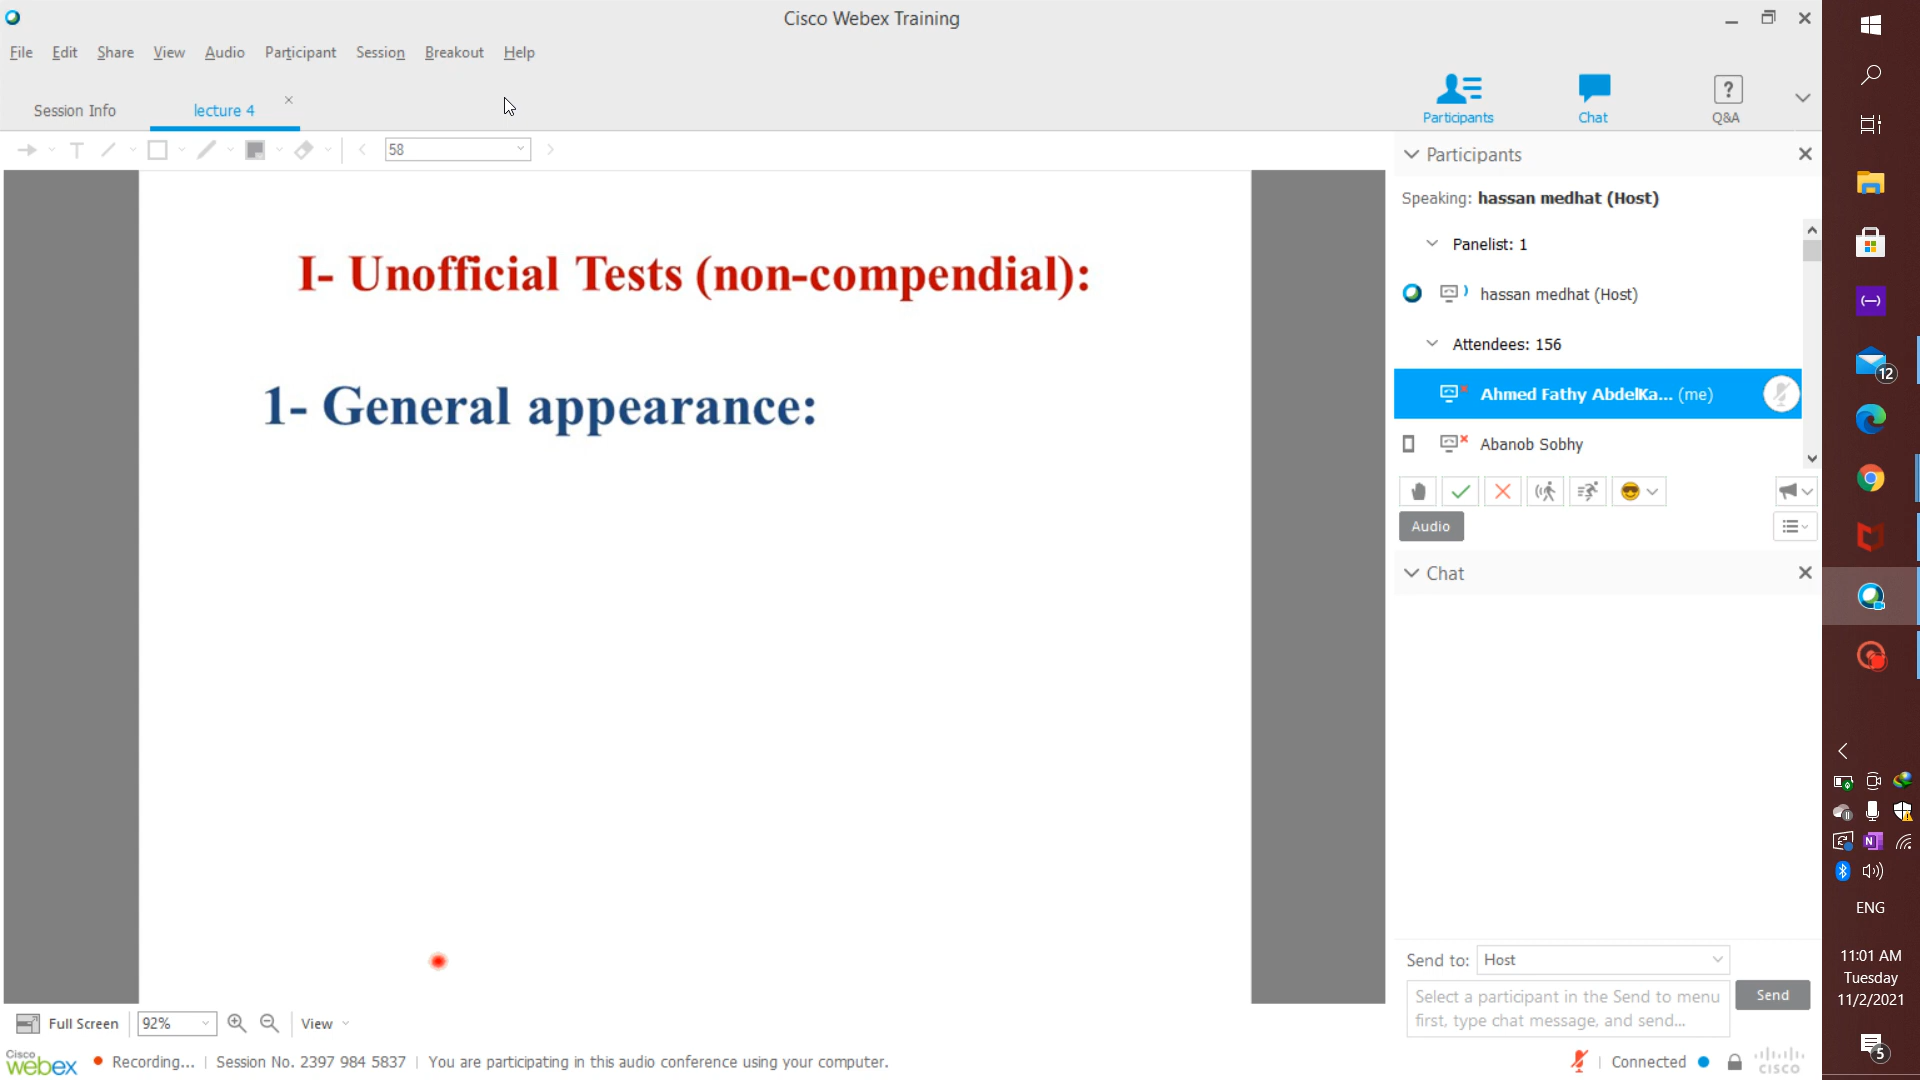 Cisco Webex Training
File Edit Share View Audio Participant Session Breakout Help
Session Info lecture 4
Participants Chat Q&A
58
I- Unofficial Tests (non-compendial):
1- General appearance:
Participants
Speaking: hassan medhat (Host)
Panelist: 1
hassan medhat (Host)
Attendees: 156
Ahmed Fathy AbdelKa... (me)
Abanob Sobhy
Audio
Chat
Send to: Host
Select a participant in the Send to menu
first, type chat message, and send...
Send
Full Screen 92% View
Cisco
webex
Recording... Session No. 2397 984 5837 You are participating in this audio conference using your computer.
Connected
cisco
12
ENG
11:01 AM
Tuesday
11/2/2021
5